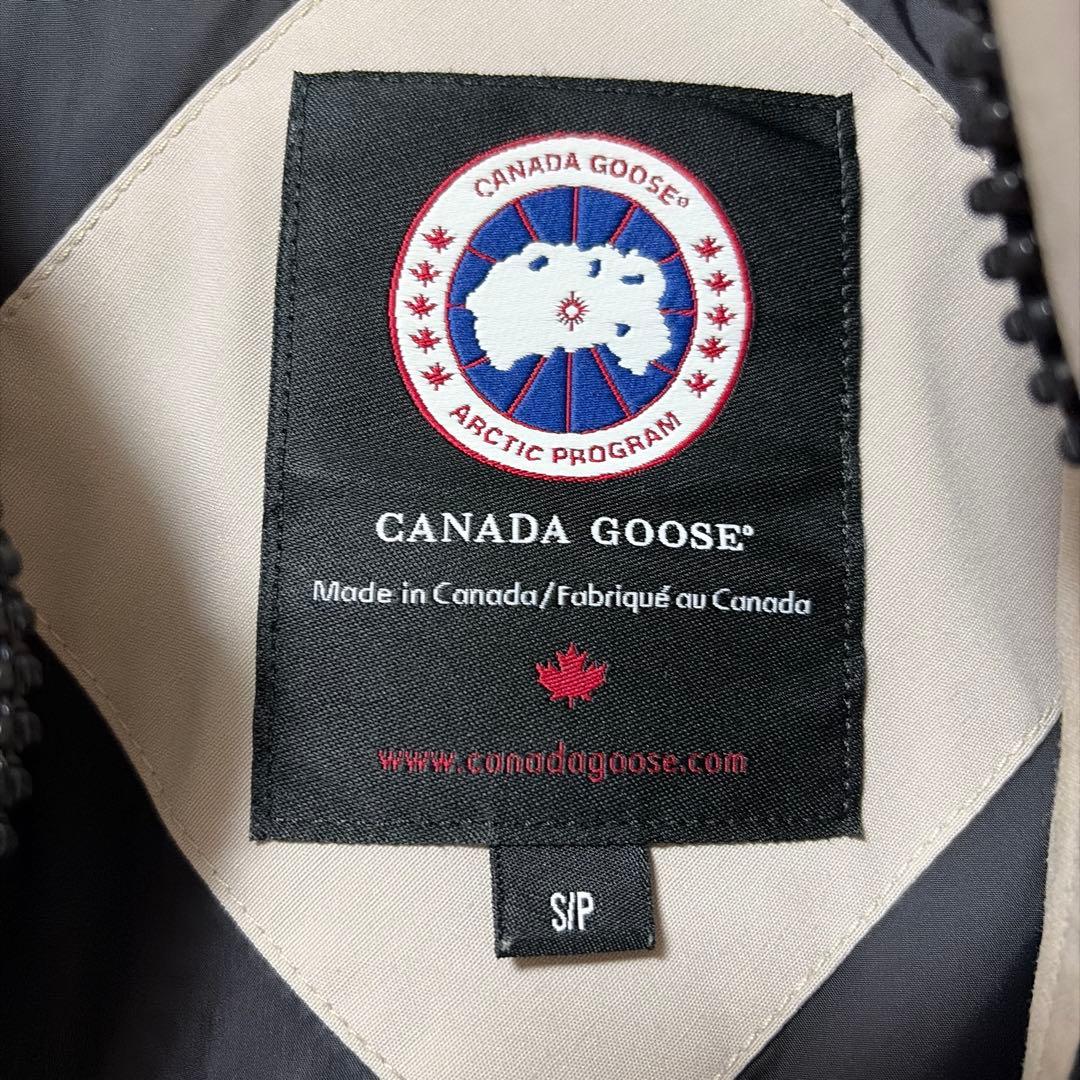 CANADA GOOSE®
ARCTIC PROGRAM
CANADA GOOSE®
Made in Canada/Fabriqué au Canada
www.canadagoose.com
S/P